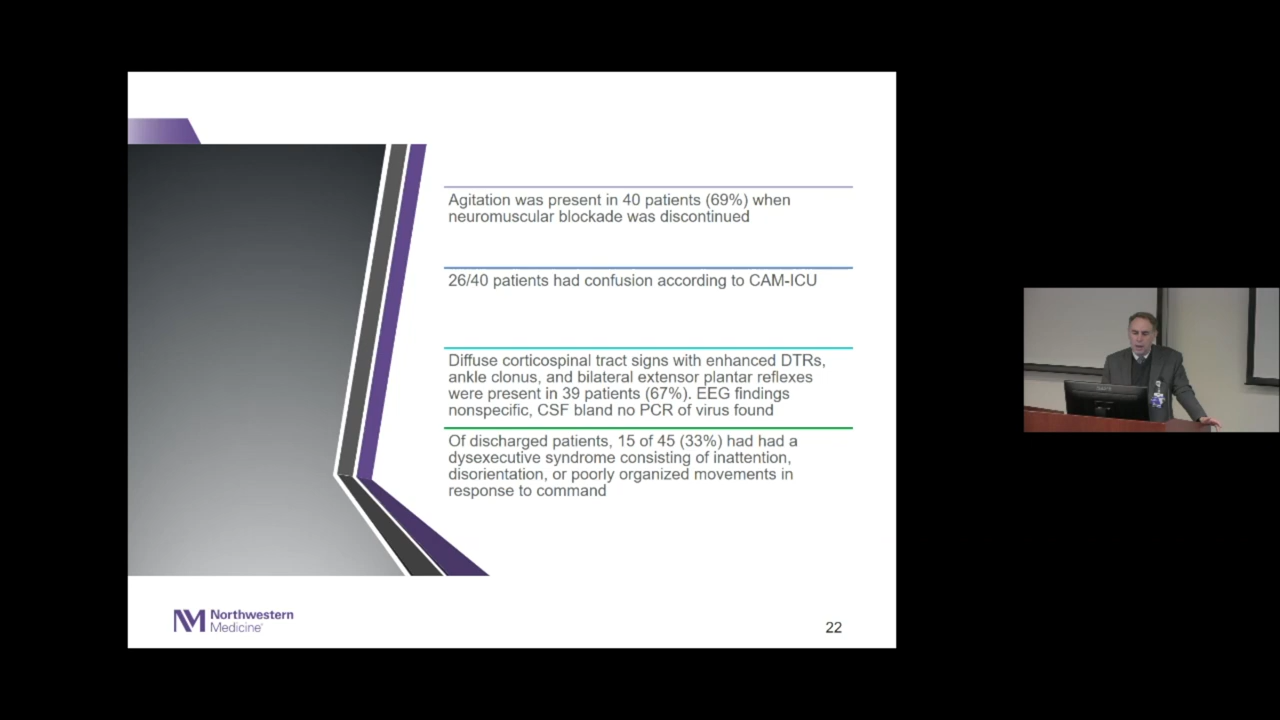 Agitation was present in 40 patients (69%) when
neuromuscular blockade was discontinued
26/40 patients had confusion according to CAM-ICU
Diffuse corticospinal tract signs with enhanced DTRs,
ankle clonus, and bilateral extensor plantar reflexes
were present in 39 patients (67%). EEG findings
nonspecific, CSF bland no PCR of virus found
Of discharged patients, 15 of 45 (33%) had had a
dysexecutive syndrome consisting of inattention,
disorientation, or poorly organized movements in
response to command
NM Northwestern
Medicine
22